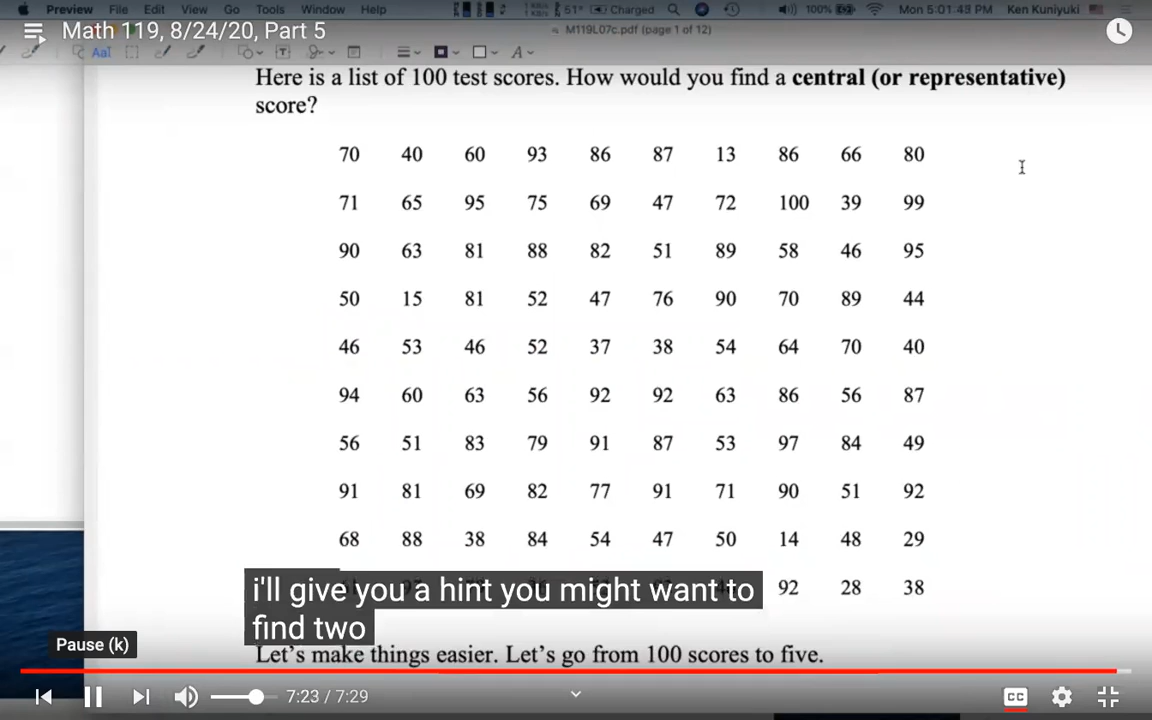 Preview File Edit View Go Tools Window Help 51° Charged 100% Mon 5:01:49 PM Ken Kuniyuki
Math 119, 8/24/20, Part 5
M119L07c.pdf (page 1 of 12)
AaI T A
Here is a list of 100 test scores. How would you find a central (or representative)
score?
70 40 60 93 86 87 13 86 66 80
71 65 95 75 69 47 72 100 39 99
90 63 81 88 82 51 89 58 46 95
50 15 81 52 47 76 90 70 89 44
46 53 46 52 37 38 54 64 70 40
94 60 63 56 92 92 63 86 56 87
56 51 83 79 91 87 53 97 84 49
91 81 69 82 77 91 71 90 51 92
68 88 38 84 54 47 50 14 48 29
92 28 38
i'll give you a hint you might want to
find two
Pause (k)
Let's make things easier. Let's go from 100 scores to five.
7:23 / 7:29
CC